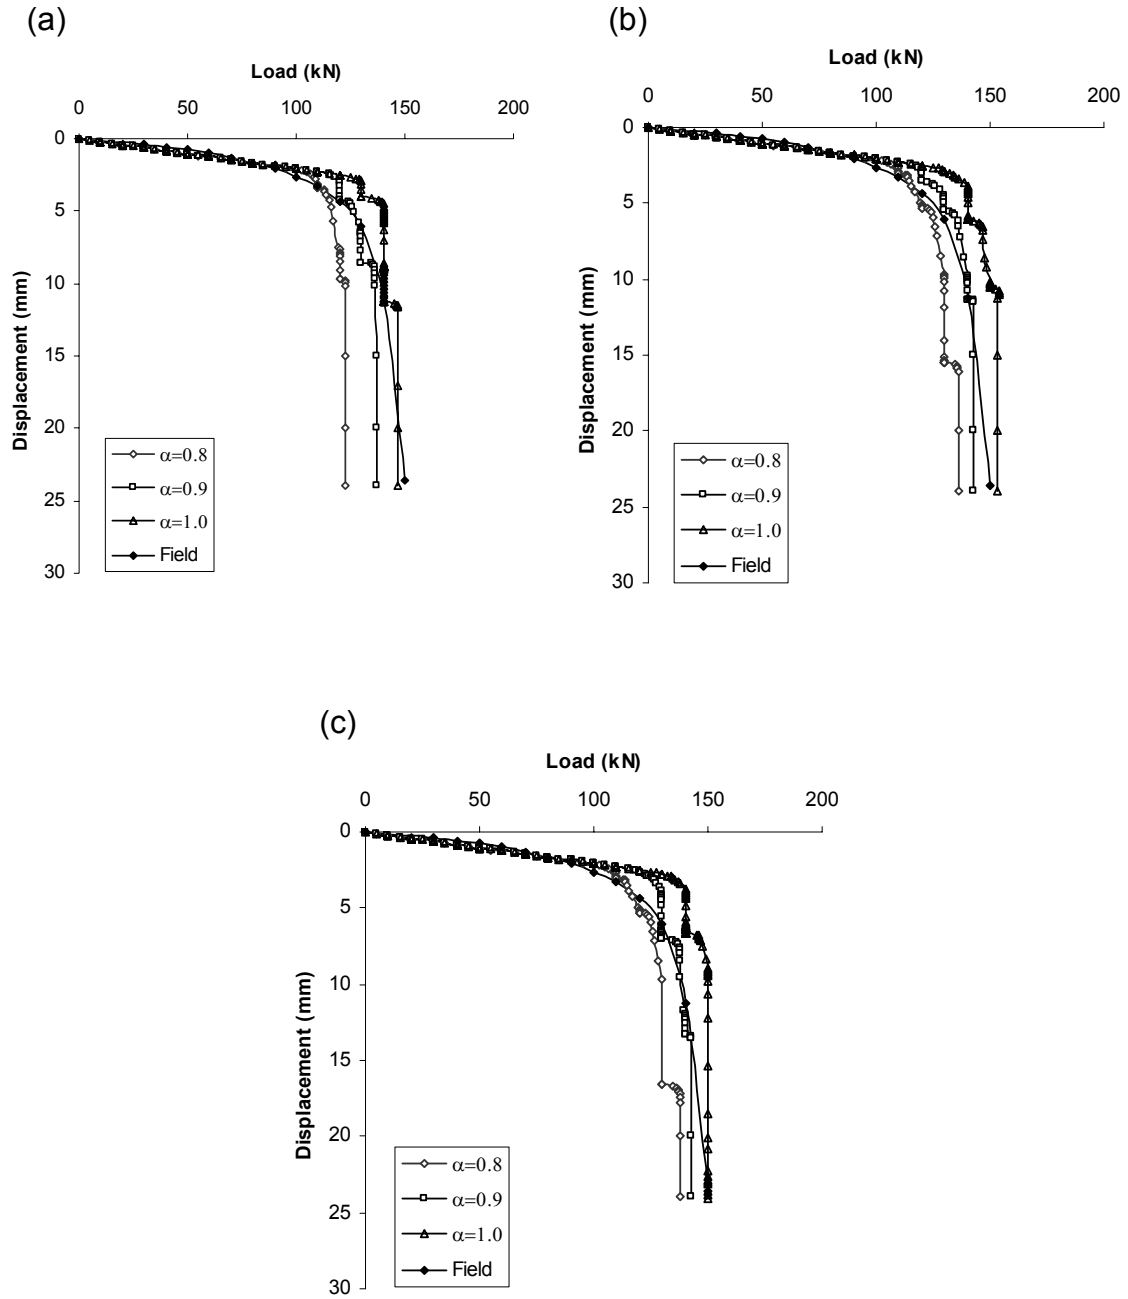 (a)
Load (kN)
0 50 100 150 200
0
5
10
15
20
25
30
Displacement (mm)
α=0.8
α=0.9
α=1.0
Field
(b)
Load (kN)
0 50 100 150 200
0
5
10
15
20
25
30
Displacement (mm)
α=0.8
α=0.9
α=1.0
Field
(c)
Load (kN)
0 50 100 150 200
0
5
10
15
20
25
30
Displacement (mm)
α=0.8
α=0.9
α=1.0
Field